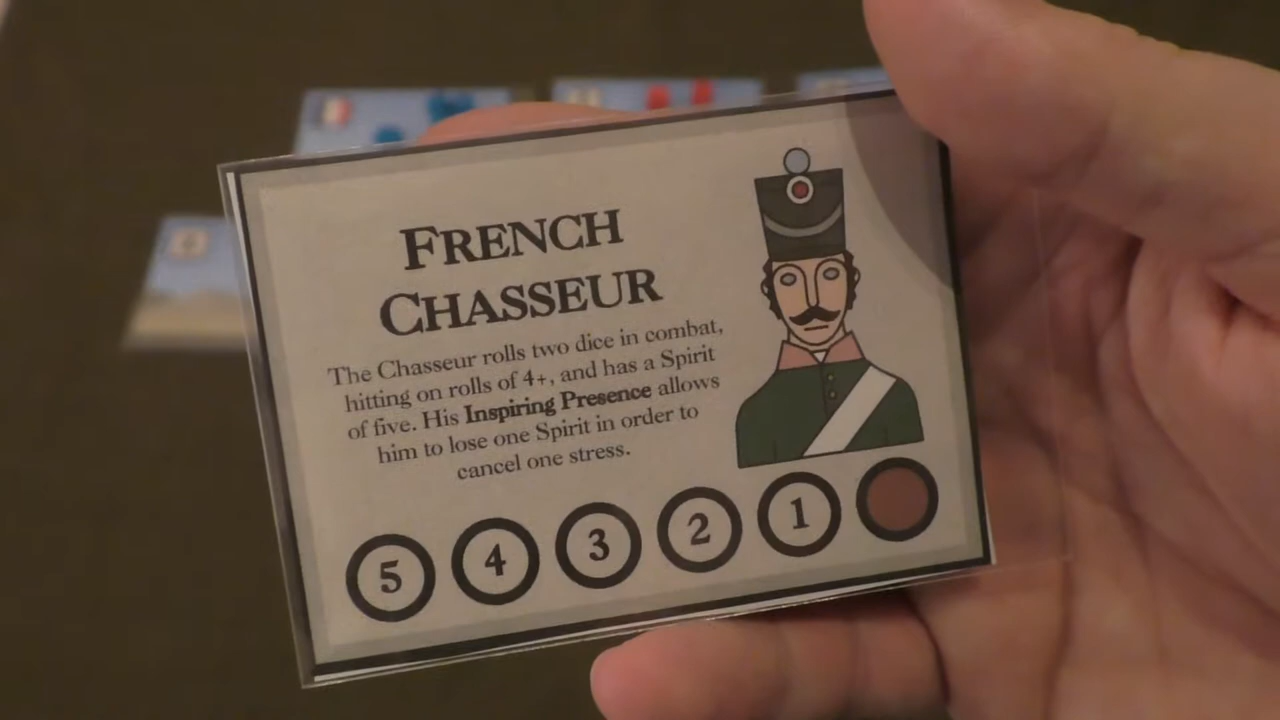 FRENCH
CHASSEUR
The Chasseur rolls two dice in combat,
hitting on rolls of 4+, and has a Spirit
of five. His Inspiring Presence allows
him to lose one Spirit in order to
cancel one stress.
5 4 3 2 1